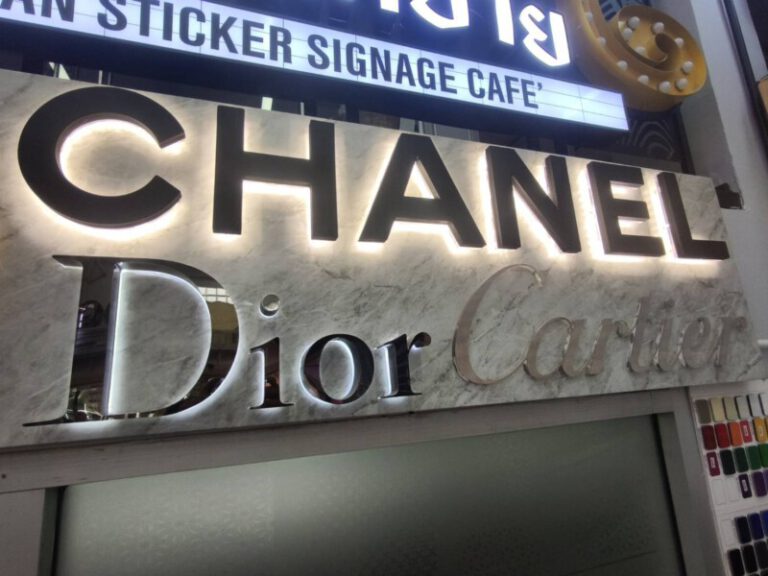 AN STICKER SIGNAGE CAFE'
CHANEL
Dior Cartier